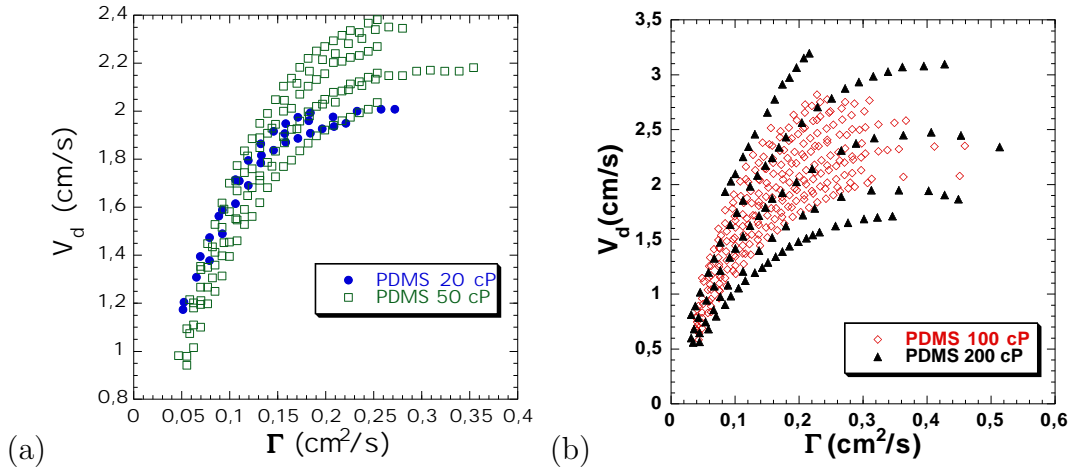 2,4
2,2
2
1,8
1,6
1,4
1,2
1
0,8
V_d (cm/s)
PDMS 20 cP
PDMS 50 cP
0 0,05 0,1 0,15 0,2 0,25 0,3 0,35 0,4
(a) Γ (cm²/s)
3,5
3
2,5
2
1,5
1
0,5
0
V_d(cm/s)
PDMS 100 cP
PDMS 200 cP
0 0,1 0,2 0,3 0,4 0,5 0,6
(b) Γ (cm²/s)